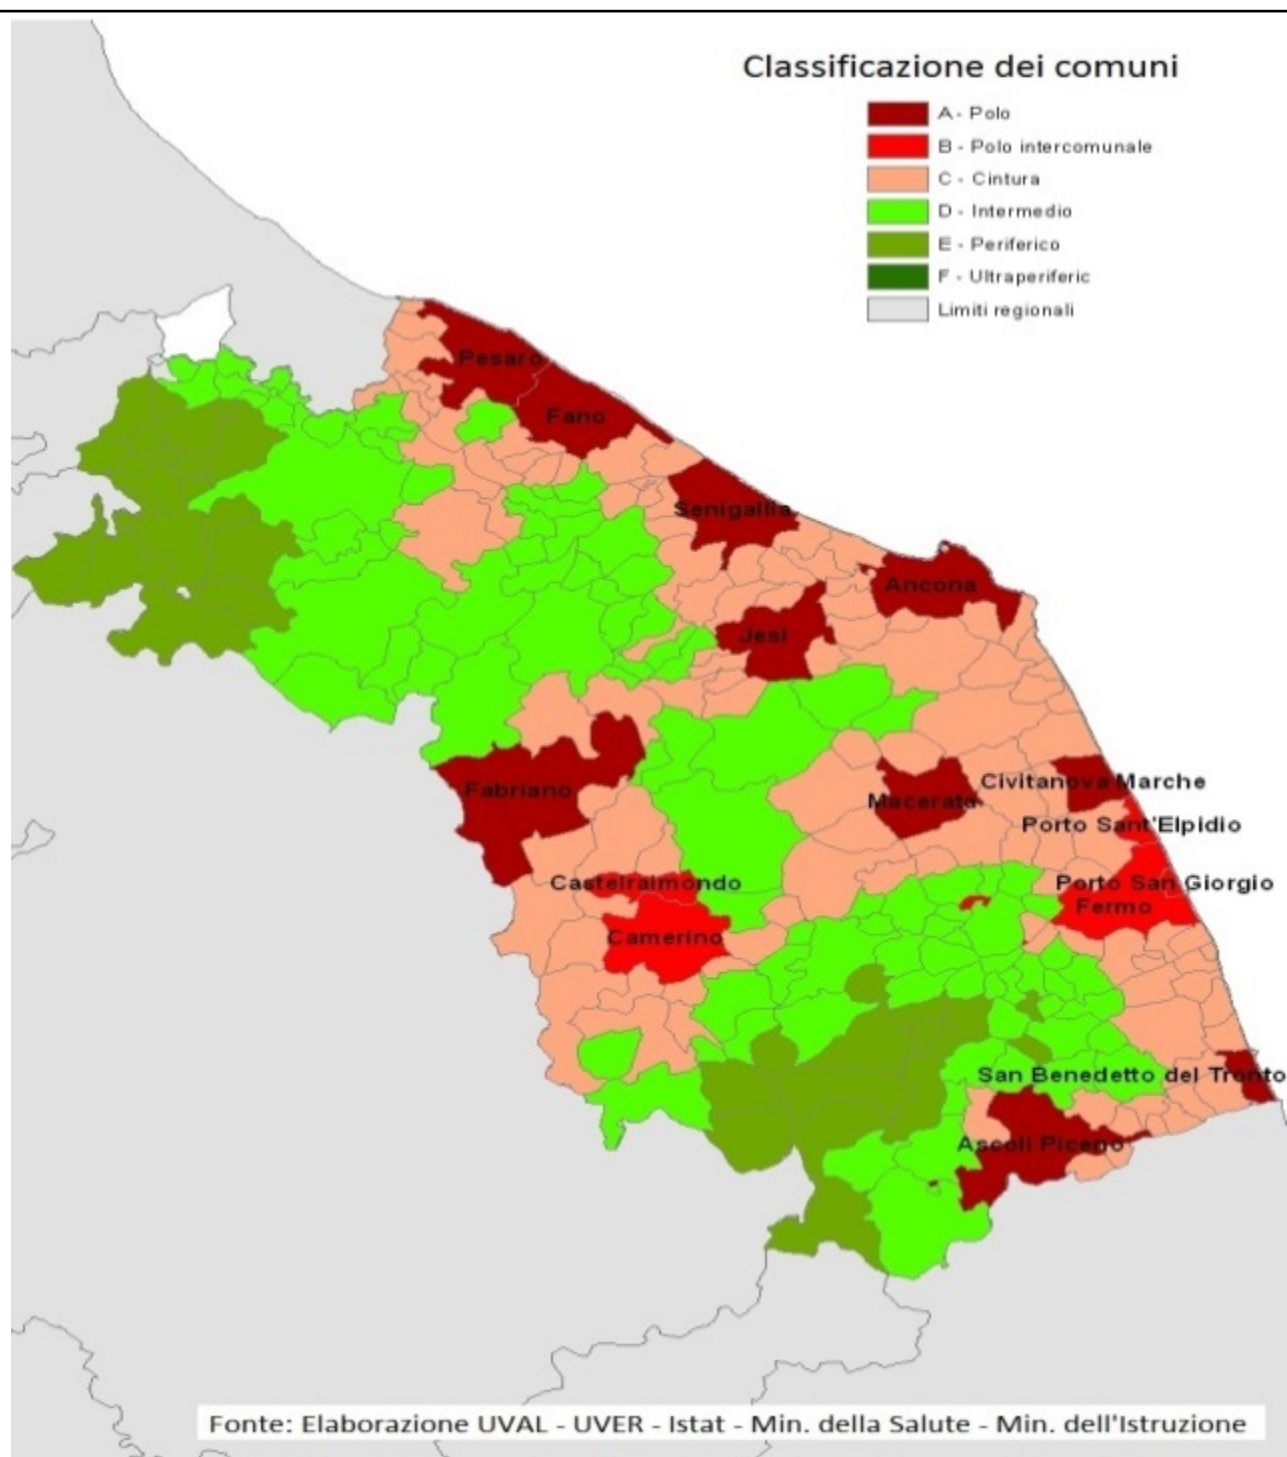 Classificazione dei comuni
A - Polo
B - Polo intercomunale
C - Cintura
D - Intermedio
E - Periferico
F - Ultraperiferic
Limiti regionali
Pesaro
Fano
Senigallia
Ancona
Jesi
Civitanova Marche
Fabriano
Macerata
Porto Sant'Elpidio
Castelraimondo
Porto San Giorgio
Fermo
Camerino
San Benedetto del Tronto
Ascoli Piceno
Fonte: Elaborazione UVAL - UVER - Istat - Min. della Salute - Min. dell'Istruzione